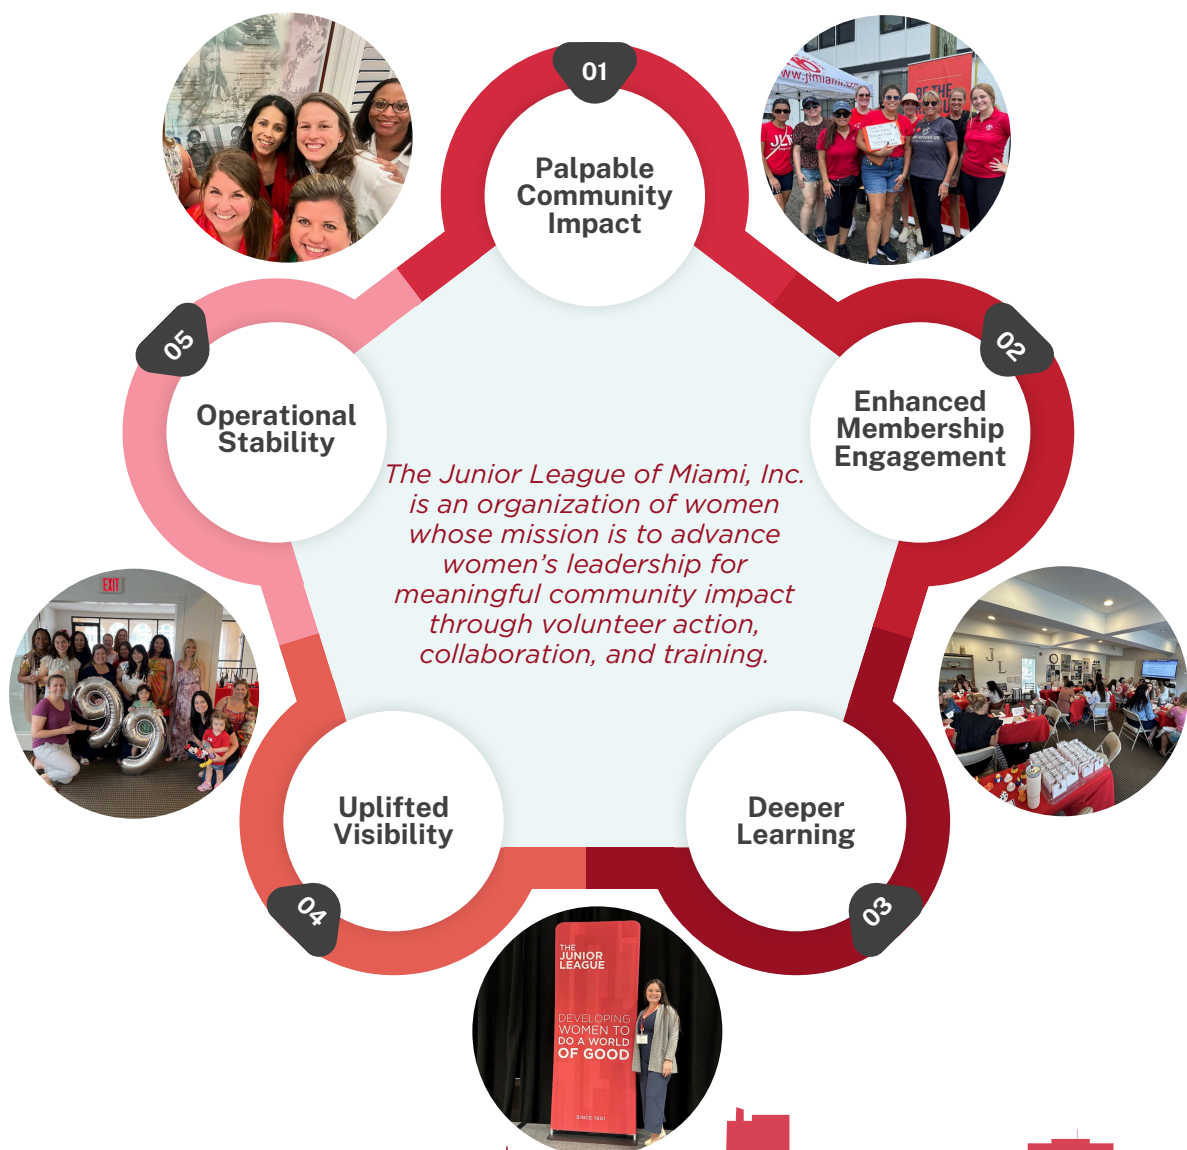 01
Palpable
Community
Impact
02
Enhanced
Membership
Engagement
03
Deeper
Learning
04
Uplifted
Visibility
05
Operational
Stability
The Junior League of Miami, Inc.
is an organization of women
whose mission is to advance
women’s leadership for
meaningful community impact
through volunteer action,
collaboration, and training.
BE THE
EXIT
99
J
L
THE
JUNIOR
LEAGUE
DEVELOPING
WOMEN TO
DO A WORLD
OF GOOD
SINCE 1901